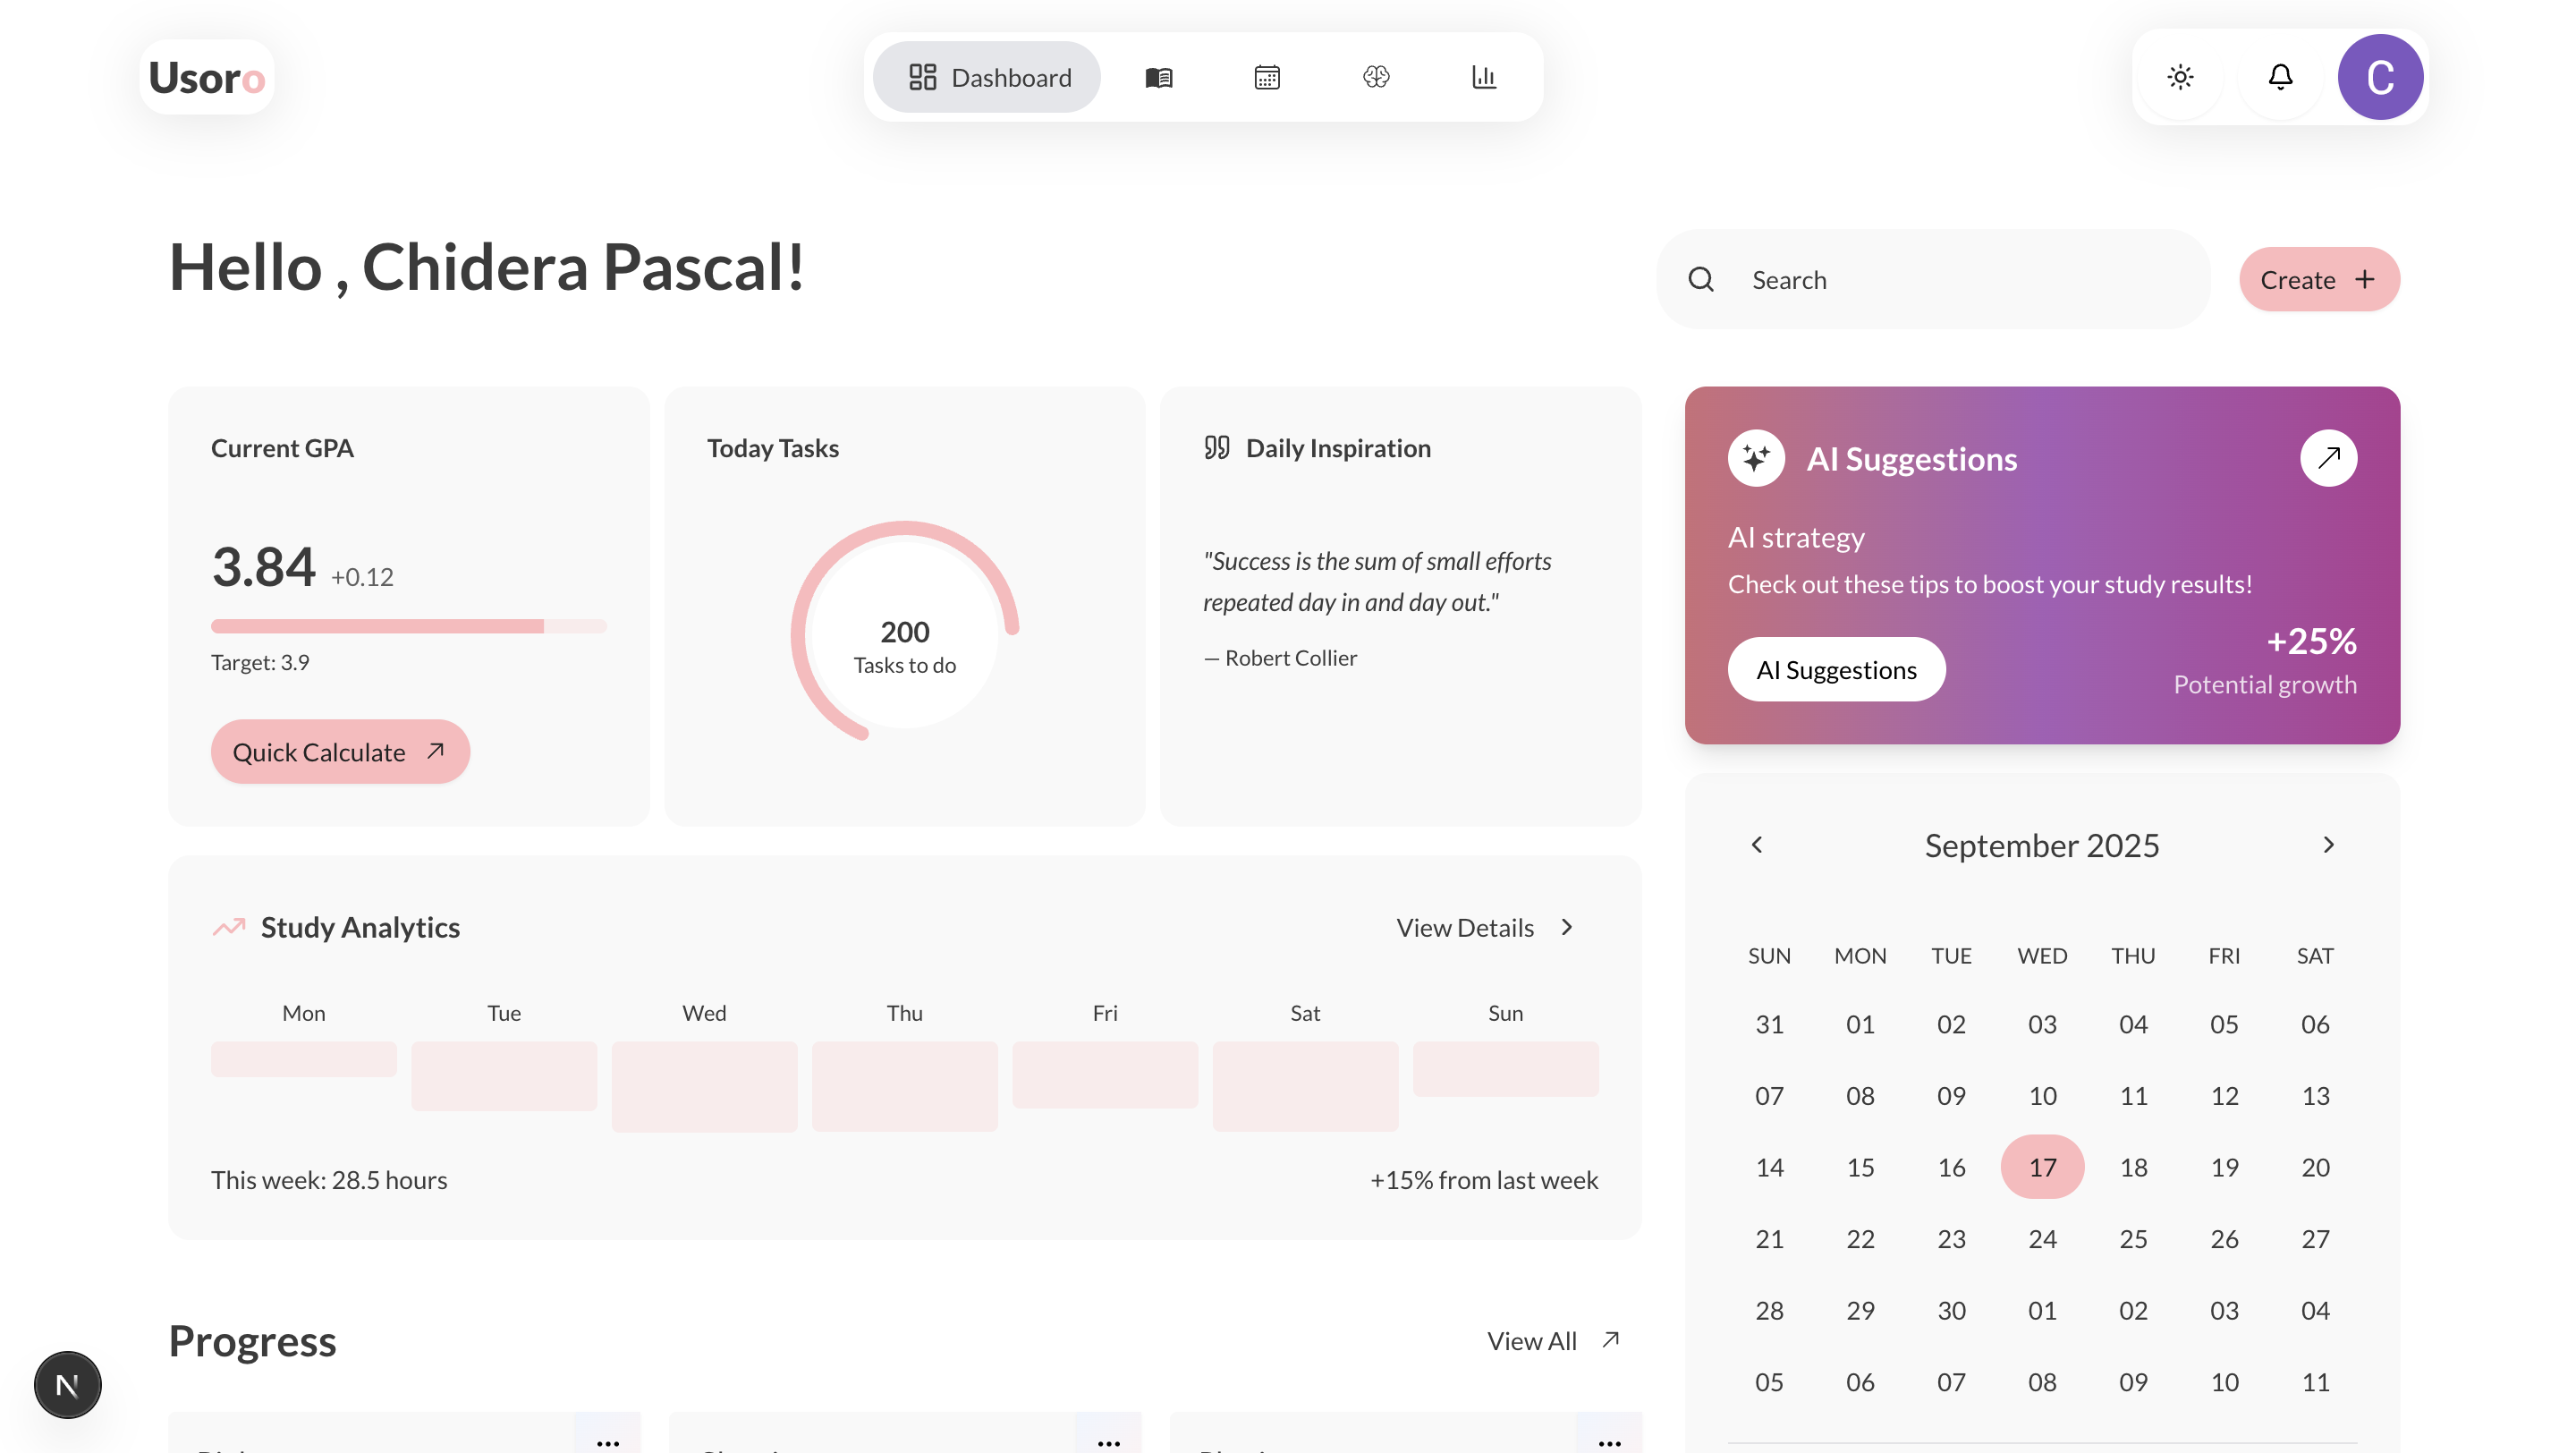 Usoro
Dashboard
C
Hello , Chidera Pascal!
Search
Create +
Current GPA
3.84 +0.12
Target: 3.9
Quick Calculate
Today Tasks
200
Tasks to do
Daily Inspiration
"Success is the sum of small efforts
repeated day in and day out."
— Robert Collier
AI Suggestions
AI strategy
Check out these tips to boost your study results!
AI Suggestions
+25%
Potential growth
Study Analytics
View Details
Mon Tue Wed Thu Fri Sat Sun
This week: 28.5 hours
+15% from last week
September 2025
SUN MON TUE WED THU FRI SAT
31 01 02 03 04 05 06
07 08 09 10 11 12 13
14 15 16 17 18 19 20
21 22 23 24 25 26 27
28 29 30 01 02 03 04
05 06 07 08 09 10 11
Progress
View All
N